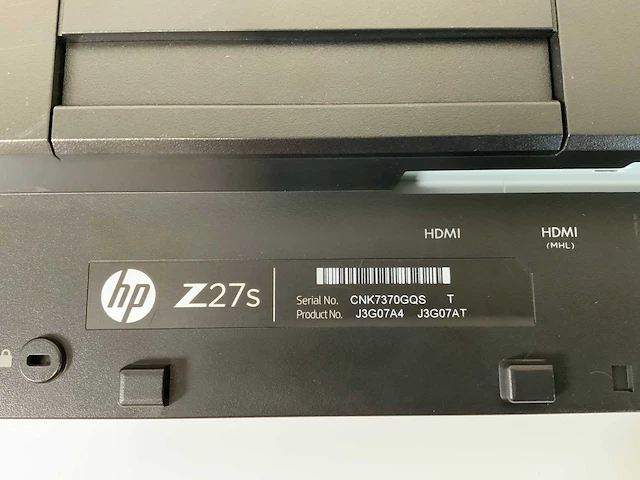 HDMI HDMI
(MHL)
hp Z27s
Serial No. CNK7370GQS T
Product No. J3G07A4 J3G07AT